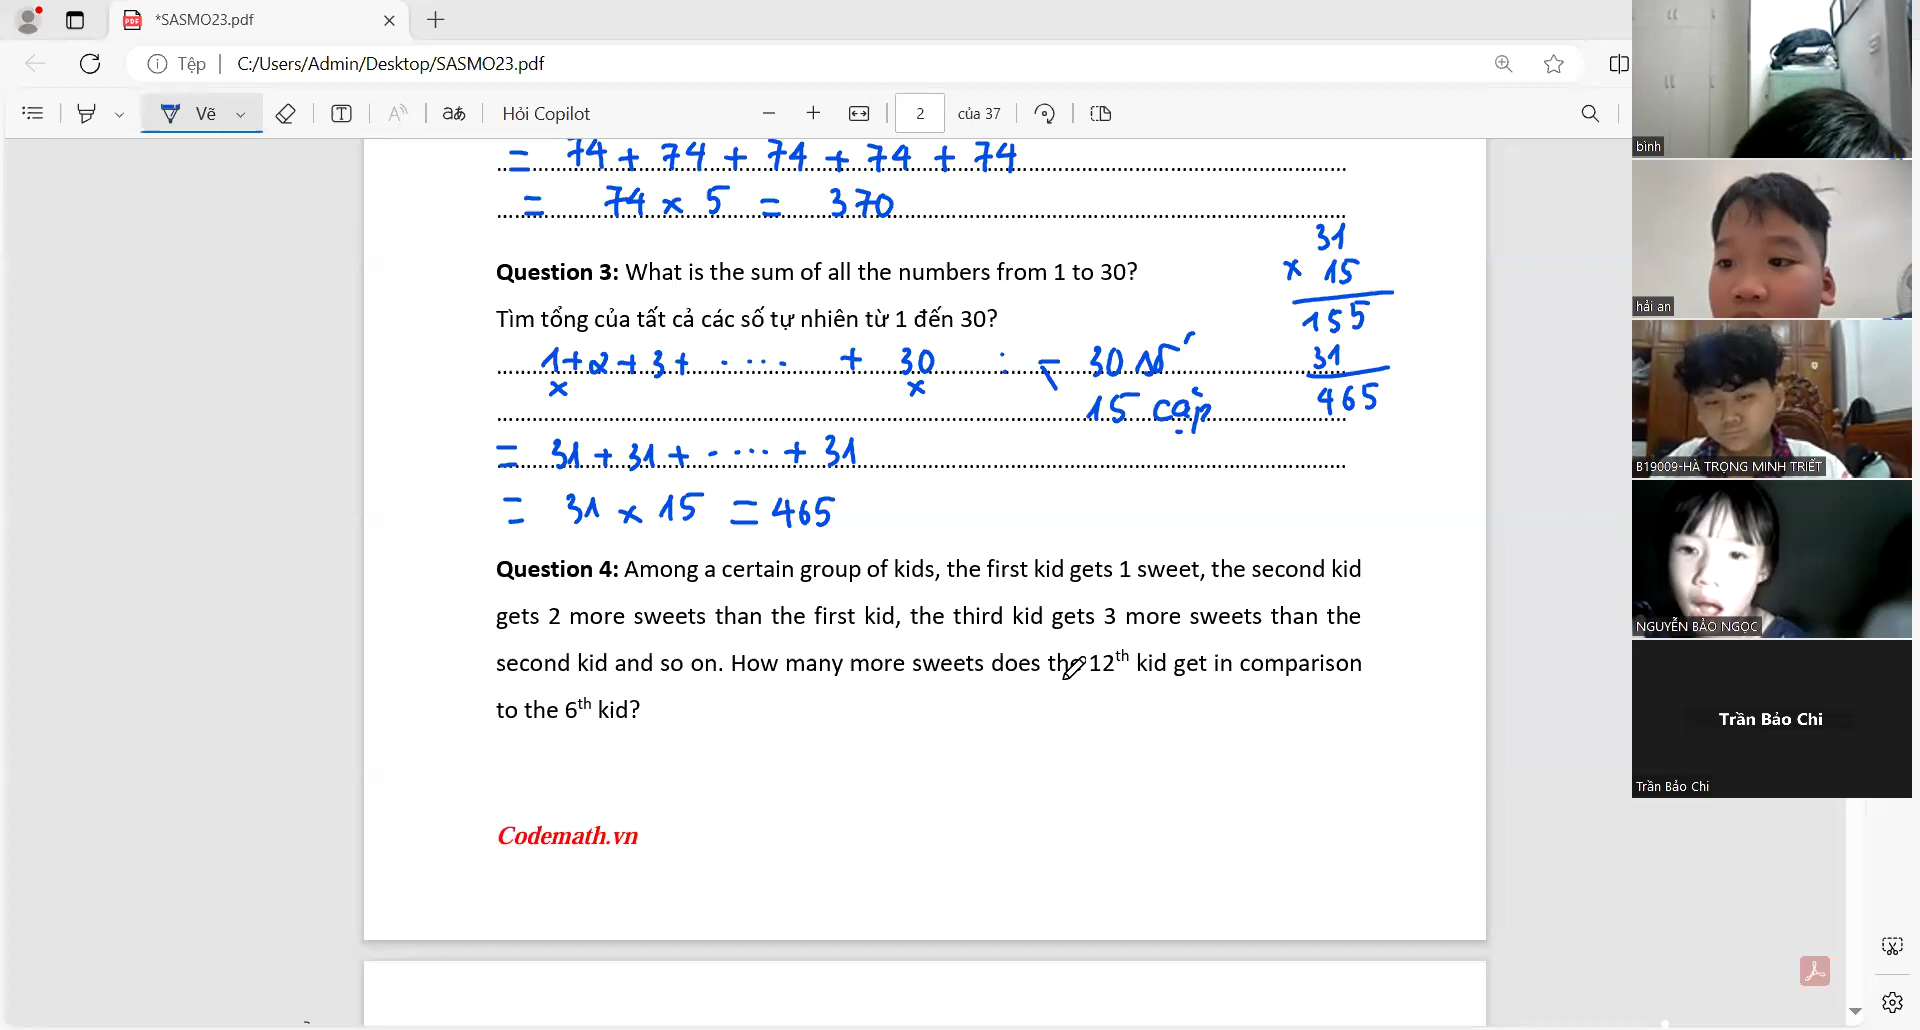 *SASMO23.pdf
Tệp
C:/Users/Admin/Desktop/SASMO23.pdf
Vẽ
Hỏi Copilot
2
của 37
= 74 + 74 + 74 + 74 + 74
= 74 x 5 = 370
Question 3: What is the sum of all the numbers from 1 to 30?
Tìm tổng của tất cả các số tự nhiên từ 1 đến 30?
1 + 2 + 3 + ..... + 30 : - 30 số
x x
15 cặp
= 31 + 31 + ..... + 31
= 31 x 15 = 465
31
x 15
155
31
465
Question 4: Among a certain group of kids, the first kid gets 1 sweet, the second kid
gets 2 more sweets than the first kid, the third kid gets 3 more sweets than the
second kid and so on. How many more sweets does the 12th kid get in comparison
to the 6th kid?
Codemath.vn
bình
hải an
B19009-HÀ TRỌNG MINH TRIẾT
NGUYỄN BẢO NGỌC
Trần Bảo Chi
Trần Bảo Chi